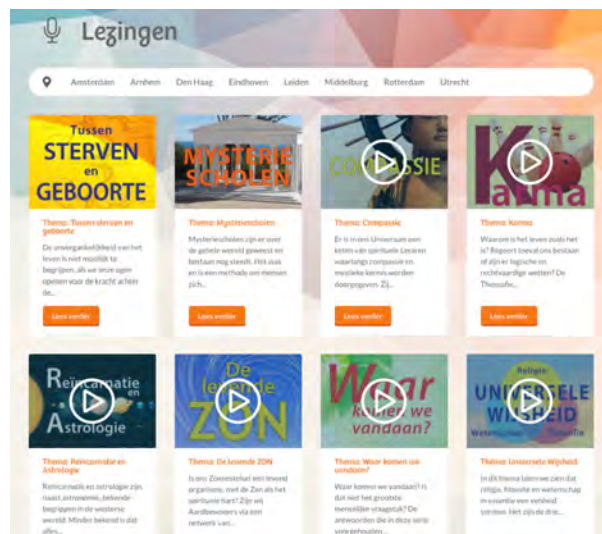 Lezingen
Amsterdam Arnhem Den Haag Eindhoven Leiden Middelburg Rotterdam Utrecht
Tussen
STERVEN
en
GEBOORTE
MYSTERIE
SCHOLEN
COMPASSIE
Karma
Thema: Tussen sterven en
geboorte
De onvergankelijkheid van het
leven is niet moeilijk te
begrijpen, als we onze ogen
openen voor de kracht achter
de...
Lees verder
Thema: Mysteriescholen
Mysteriescholen zijn er over
de gehele wereld geweest en
bestaan nog steeds. Het
en is een methode om mensen
zich...
Lees verder
Thema: Compassie
Er is in ons Universum een
keten van spirituele Leraren
waarlangs compassie en
mystieke kennis worden
doorgegeven. Zij...
Lees verder
Thema: Karma
Waarom is het leven zoals het
is? Regeert toeval ons bestaan
of zijn er logische en
rechtvaardige wetten? De
Theosofie...
Lees verder
Reïncarnatie
en
Astrologie
De
levende
ZON
Waar
komen we
vandaan?
Religie:
UNIVERSELE
WIJSHEID
Wetenschap Filosofie
Thema: Reïncarnatie en
Astrologie
Reïncarnatie en astrologie zijn
naast astronomie, bekende
begrippen in de westerse
wereld. Minder bekend is dat
alles...
Thema: De levende ZON
Is ons Zonnestelsel een levend
organisme, met de Zon als het
spirituele hart? Zijn wij
Aardbewoners via een
netwerk van...
Thema: Waar komen we
vandaan?
Waar komen we vandaan? Is
dat niet het grootste
menselijke vraagstuk? De
antwoorden die in deze serie
voorgehouden...
Thema: Universele Wijsheid
In dit thema laten we zien dat
religie, filosofie en wetenschap
in essentie een eenheid
vormen. Het zijn de drie...